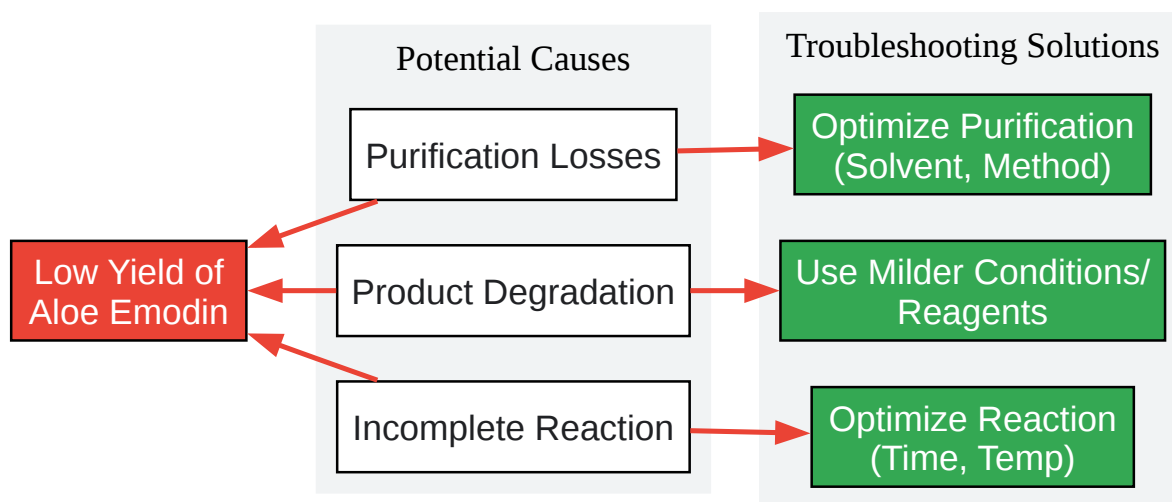 Potential Causes
Troubleshooting Solutions
Purification Losses
Optimize Purification
(Solvent, Method)
Low Yield of
Aloe Emodin
Product Degradation
Use Milder Conditions/
Reagents
Incomplete Reaction
Optimize Reaction
(Time, Temp)